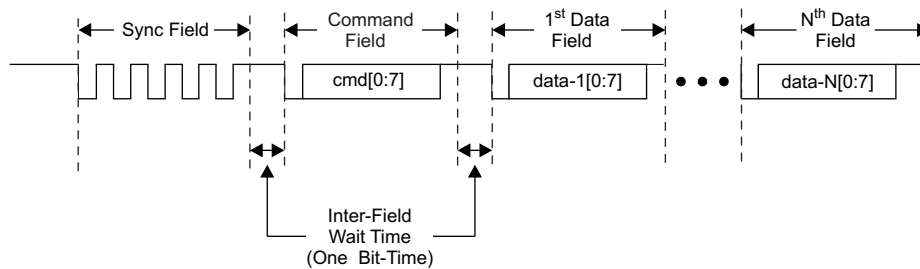 Sync Field
Command
Field
1st Data
Field
Nth Data
Field
cmd[0:7]
data-1[0:7]
data-N[0:7]
Inter-Field
Wait Time
(One Bit-Time)